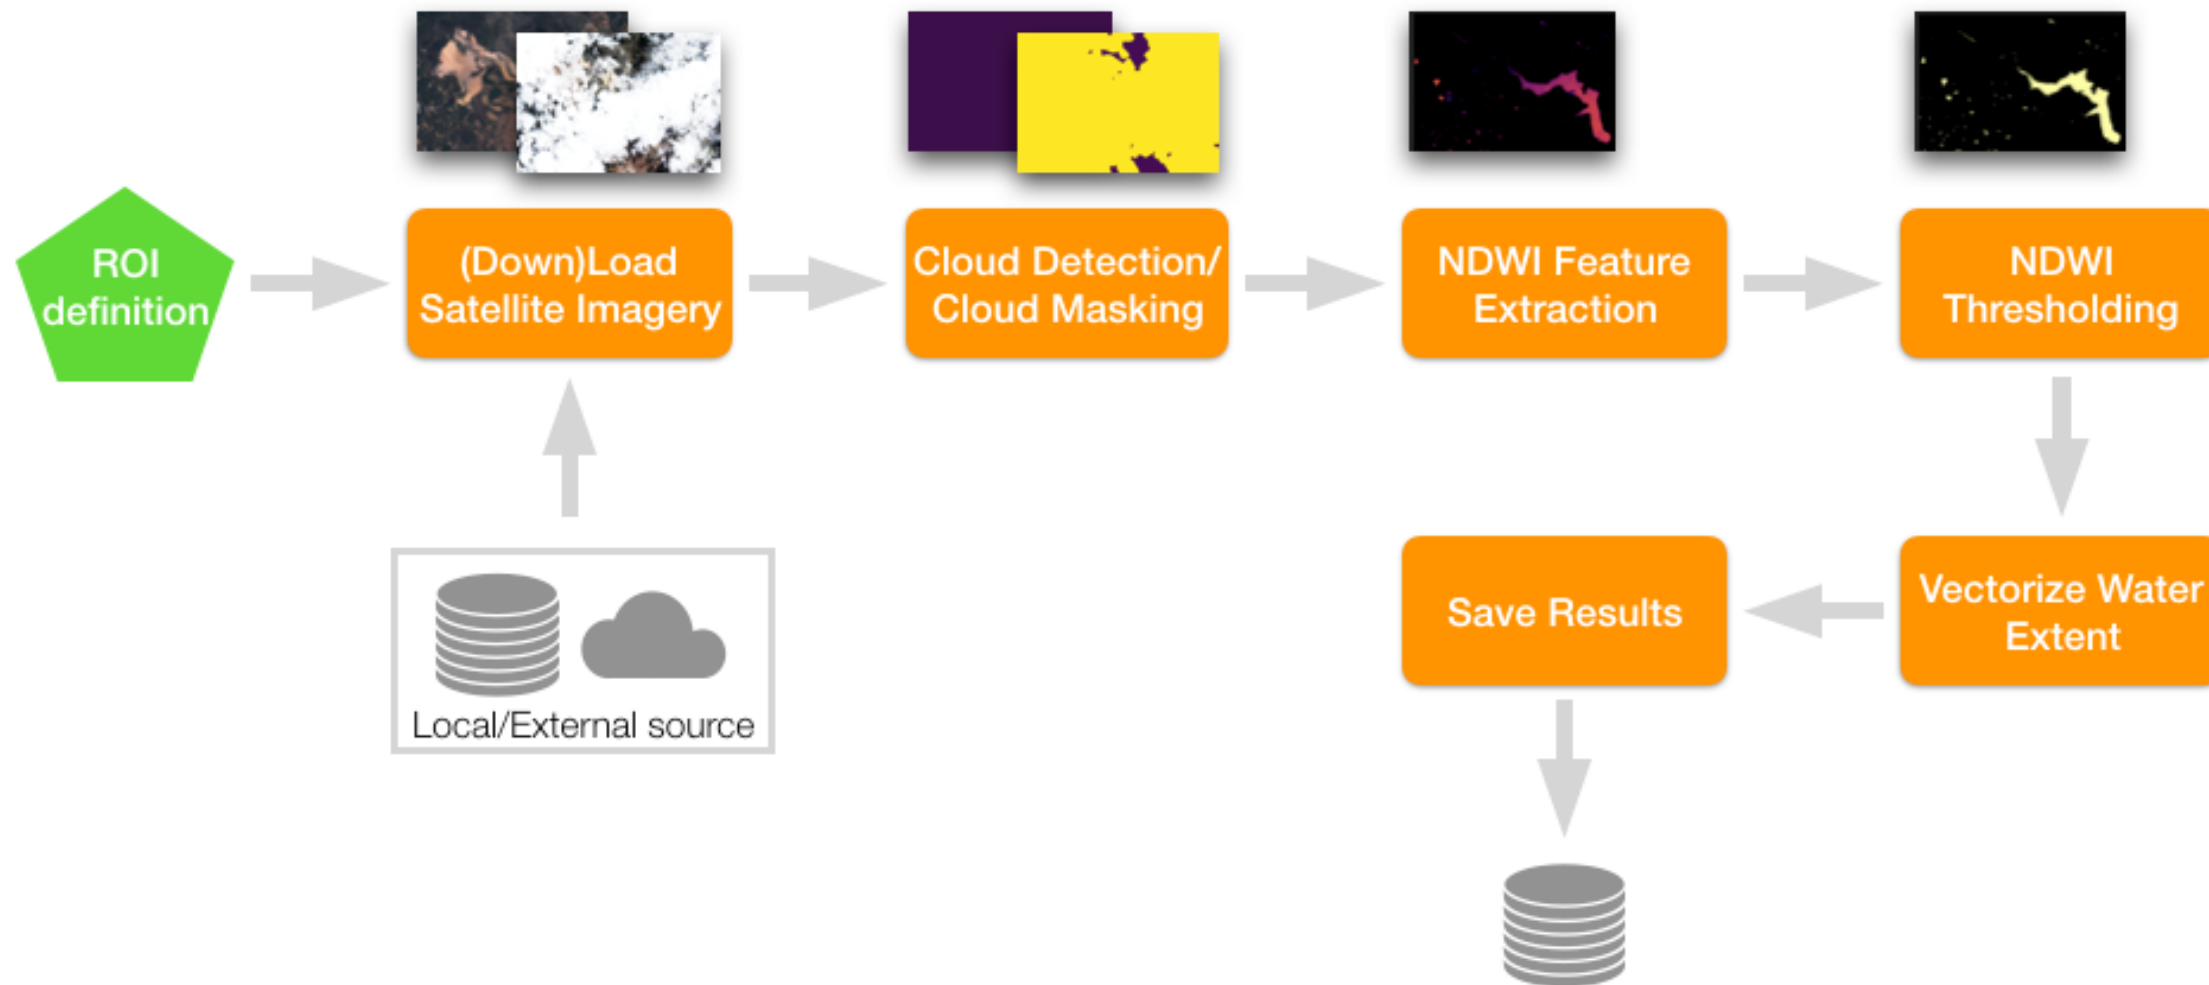 ROI
definition
(Down)Load
Satellite Imagery
Cloud Detection/
Cloud Masking
NDWI Feature
Extraction
NDWI
Thresholding
Vectorize Water
Extent
Save Results
Local/External source